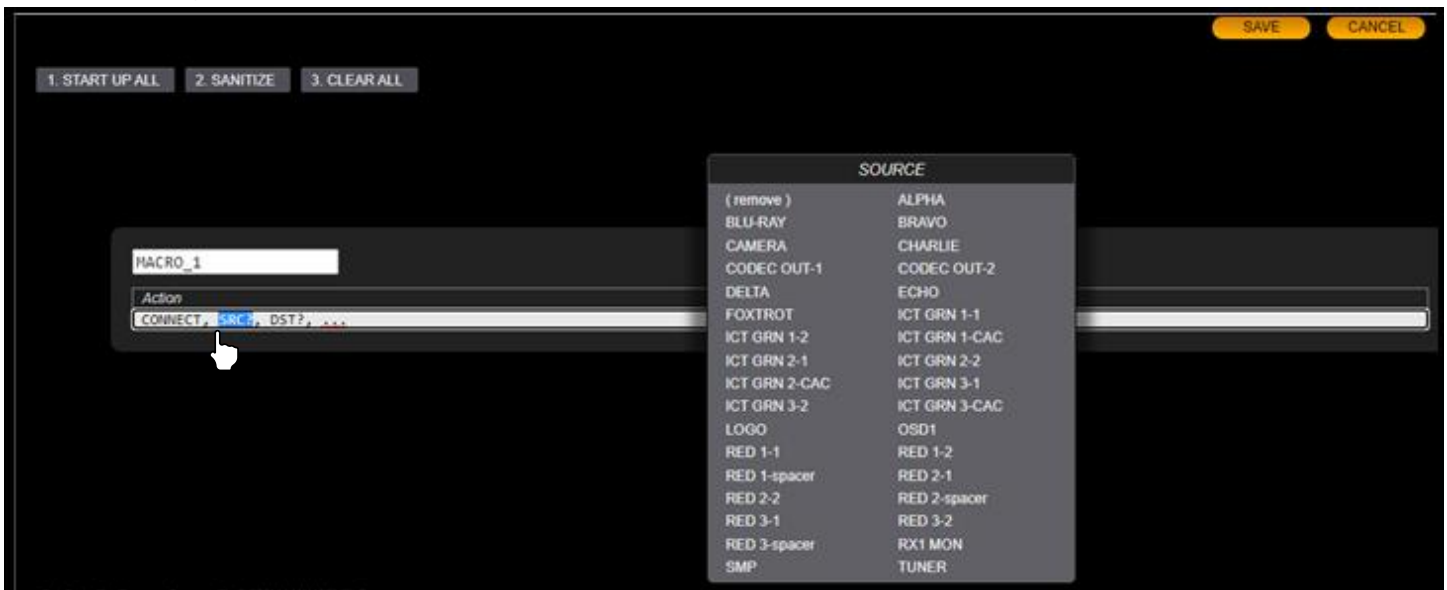 SAVE CANCEL
1. START UP ALL 2. SANITIZE 3. CLEAR ALL
SOURCE
( remove ) ALPHA
BLU-RAY BRAVO
CAMERA CHARLIE
CODEC OUT-1 CODEC OUT-2
DELTA ECHO
FOXTROT ICT GRN 1-1
ICT GRN 1-2 ICT GRN 1-CAC
ICT GRN 2-1 ICT GRN 2-2
ICT GRN 2-CAC ICT GRN 3-1
ICT GRN 3-2 ICT GRN 3-CAC
LOGO OSD1
RED 1-1 RED 1-2
RED 1-spacer RED 2-1
RED 2-2 RED 2-spacer
RED 3-1 RED 3-2
RED 3-spacer RX1 MON
SMP TUNER
MACRO_1
Action
CONNECT, SRC?, DST?, ...